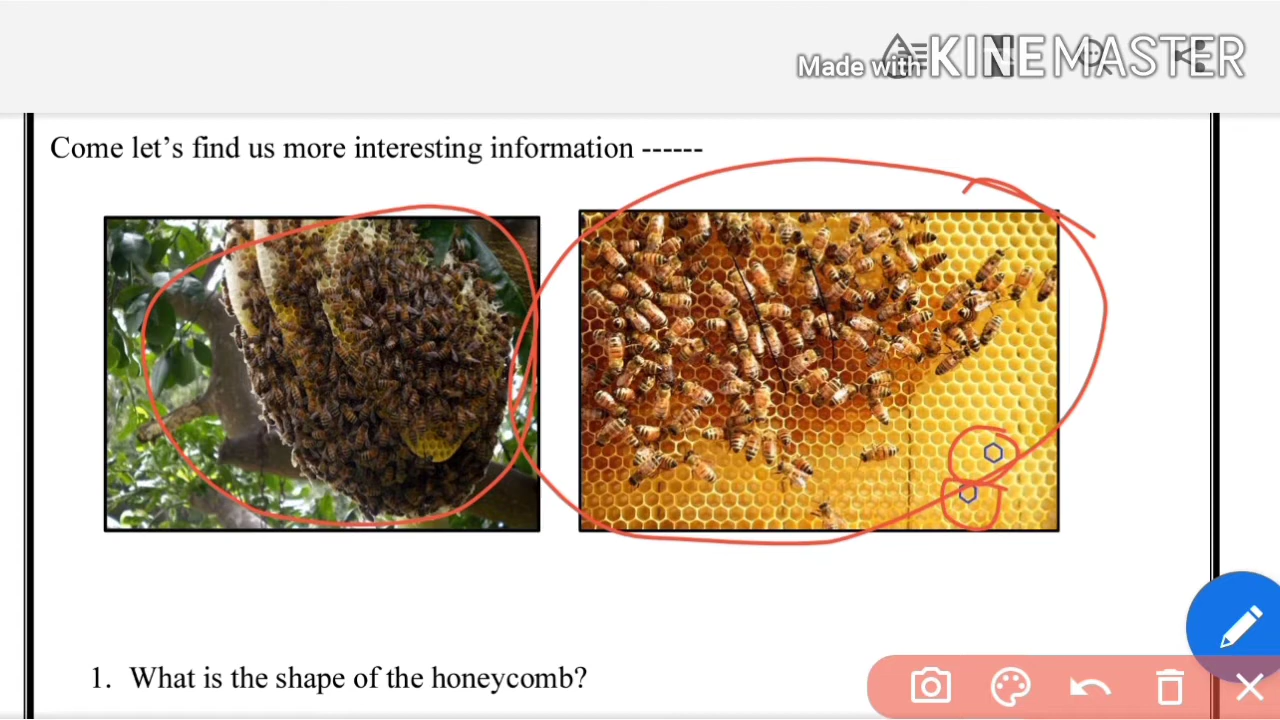 Made with KINEMASTER
Come let's find us more interesting information ------
1. What is the shape of the honeycomb?